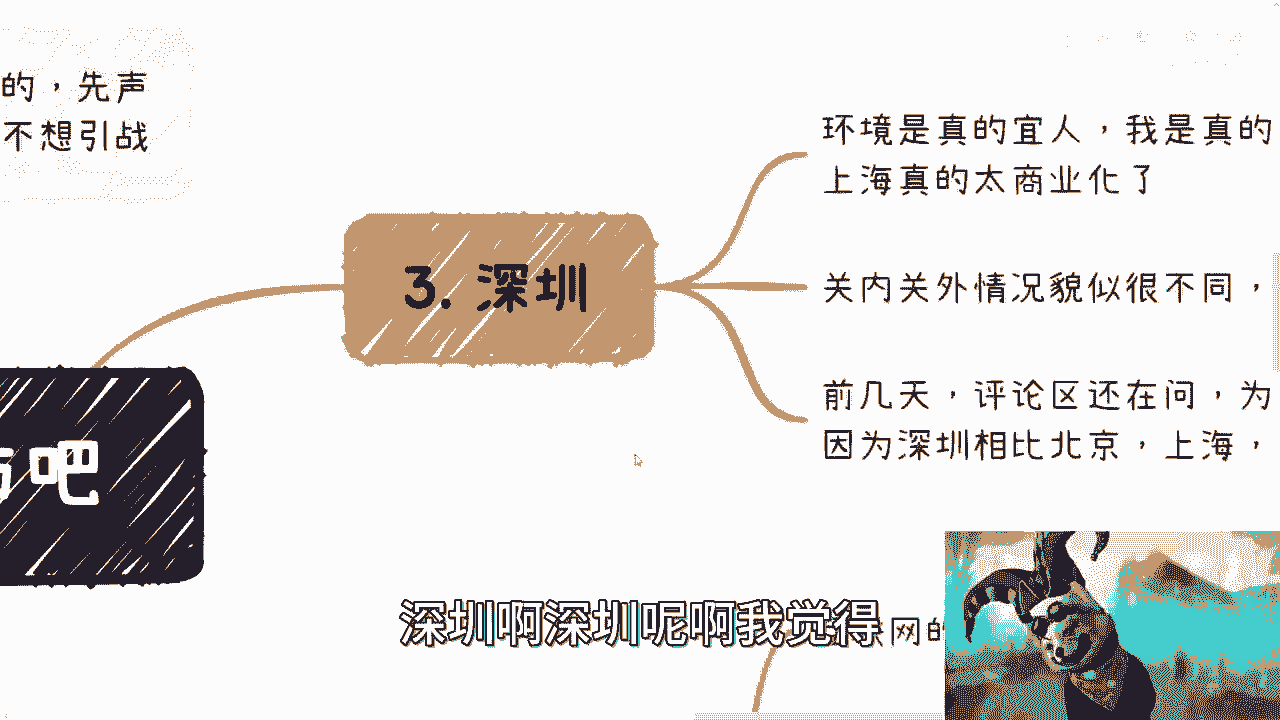 的，先声
不想引战
3. 深圳
环境是真的宜人，我是真的
上海真的太商业化了
关内关外情况貌似很不同，
前几天，评论区还在问，为
因为深圳相比北京，上海，
吧
网的
深圳啊深圳呢啊我觉得